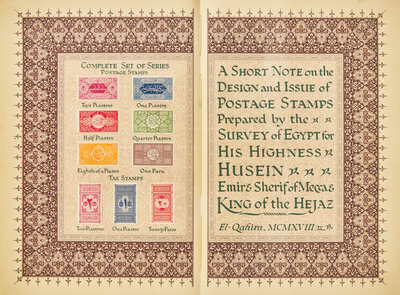 COMPLETE SET OF SERIES
POSTAGE STAMPS
Two Piastres
One Piastre
Half Piastre
Quarter Piastre
Eighth of a Piastre
One Para
TAX STAMPS
Two Piastres
One Piastre
Twenty Paras
A SHORT NOTE on the
DESIGN and ISSUE of
POSTAGE STAMPS
Prepared by the
SURVEY of EGYPT for
HIS HIGHNESS
HUSEIN
Emir & Sherif of Mecca &
KING of the HEJAZ
El-Qahira, MCMXVIII